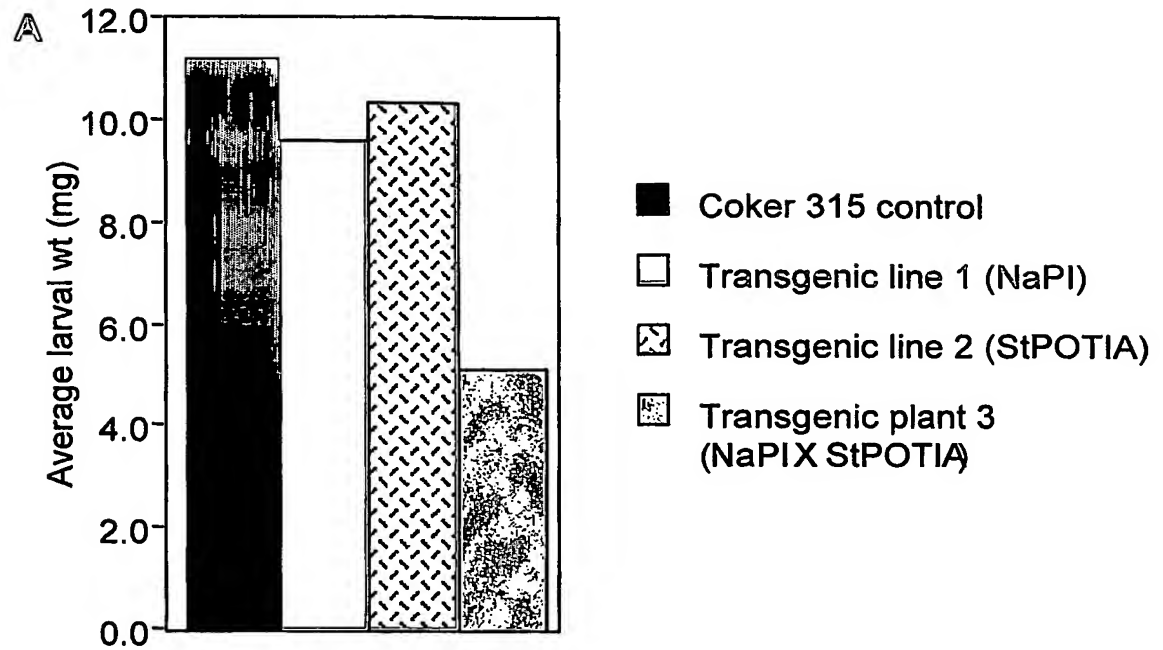 A
12.0
10.0
8.0
6.0
4.0
2.0
0.0
Average larval wt (mg)
Coker 315 control
Transgenic line 1 (NaPI)
Transgenic line 2 (StPOTIA)
Transgenic plant 3
(NaPI X StPOTIA)